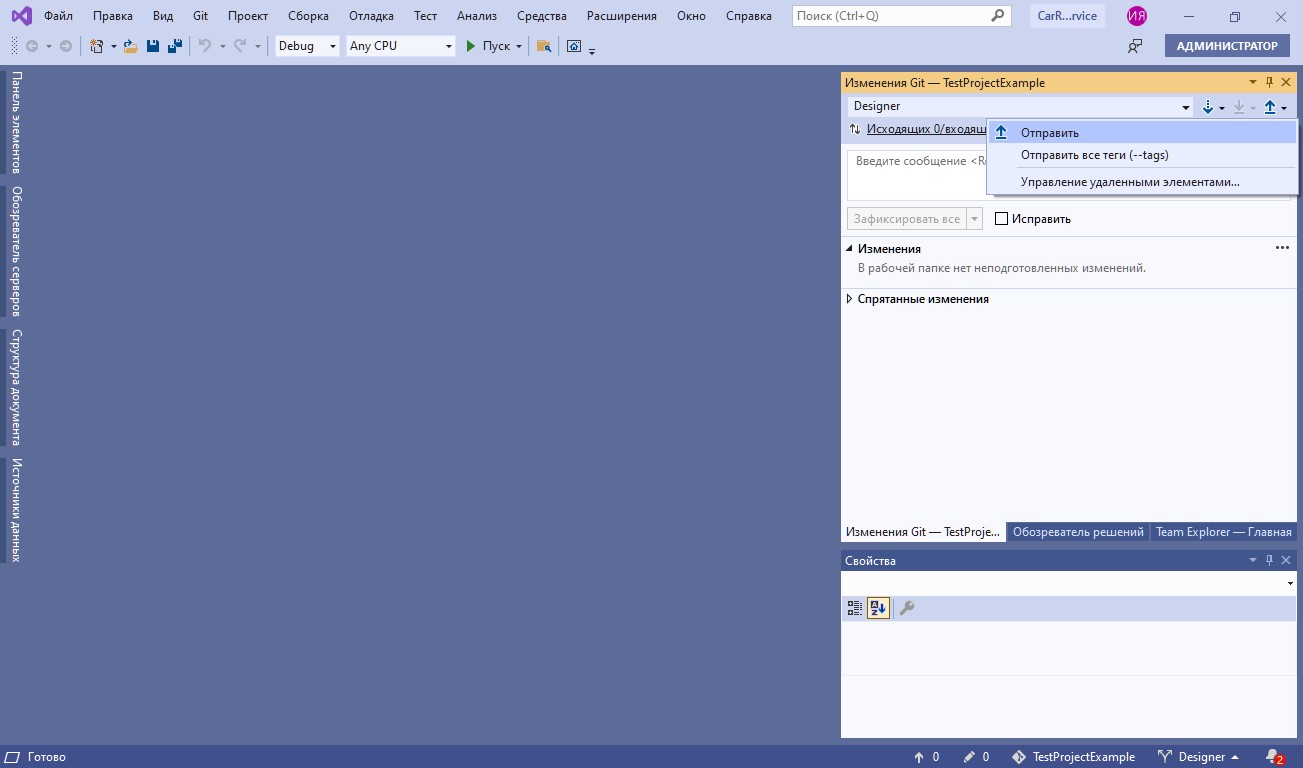 Файл Правка Вид Git Проект Сборка Отладка Тест Анализ Средства Расширения Окно Справка Поиск (Ctrl+Q) CarR...rvice ИЯ
Debug Any CPU Пуск АДМИНИСТРАТОР
Панель элементов
Обозреватель серверов
Структура документа
Источники данных
Изменения Git — TestProjectExample
Designer
Исходящих 0/входящ
Отправить
Отправить все теги (--tags)
Управление удаленными элементами...
Введите сообщение <R
Зафиксировать все Исправить
Изменения
В рабочей папке нет неподготовленных изменений.
Спрятанные изменения
Изменения Git — TestProje... Обозреватель решений Team Explorer — Главная
Свойства
Готово 0 0 TestProjectExample Designer 2